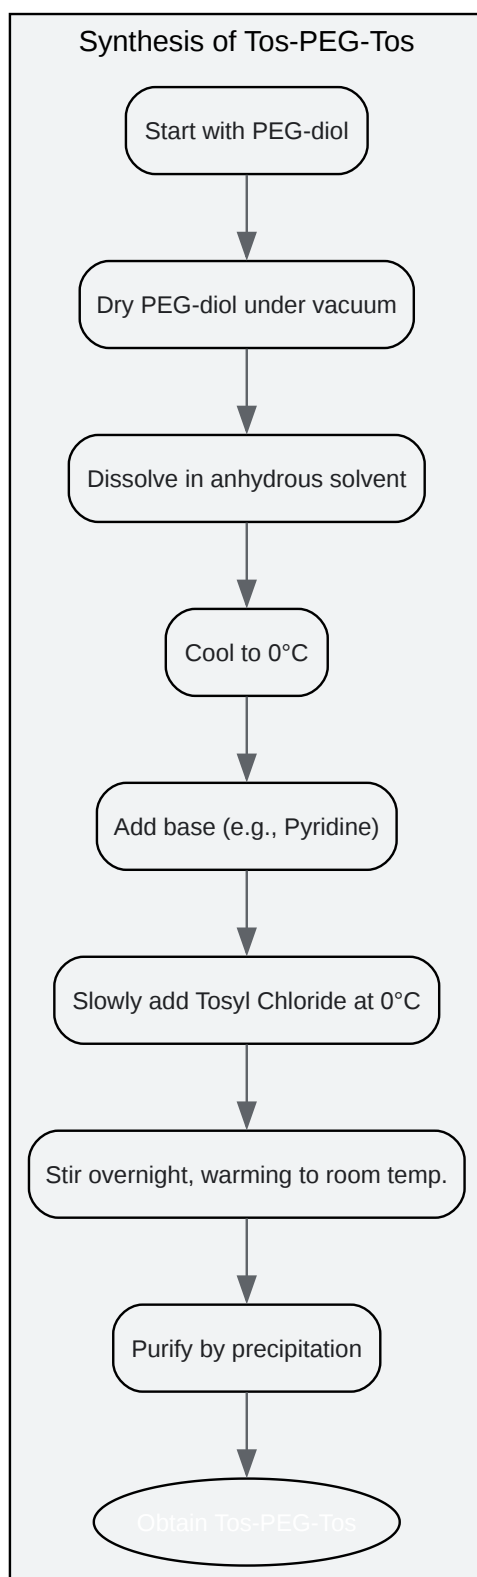 Synthesis of Tos-PEG-Tos
Start with PEG-diol
Dry PEG-diol under vacuum
Dissolve in anhydrous solvent
Cool to 0°C
Add base (e.g., Pyridine)
Slowly add Tosyl Chloride at 0°C
Stir overnight, warming to room temp.
Purify by precipitation
Obtain Tos-PEG-Tos